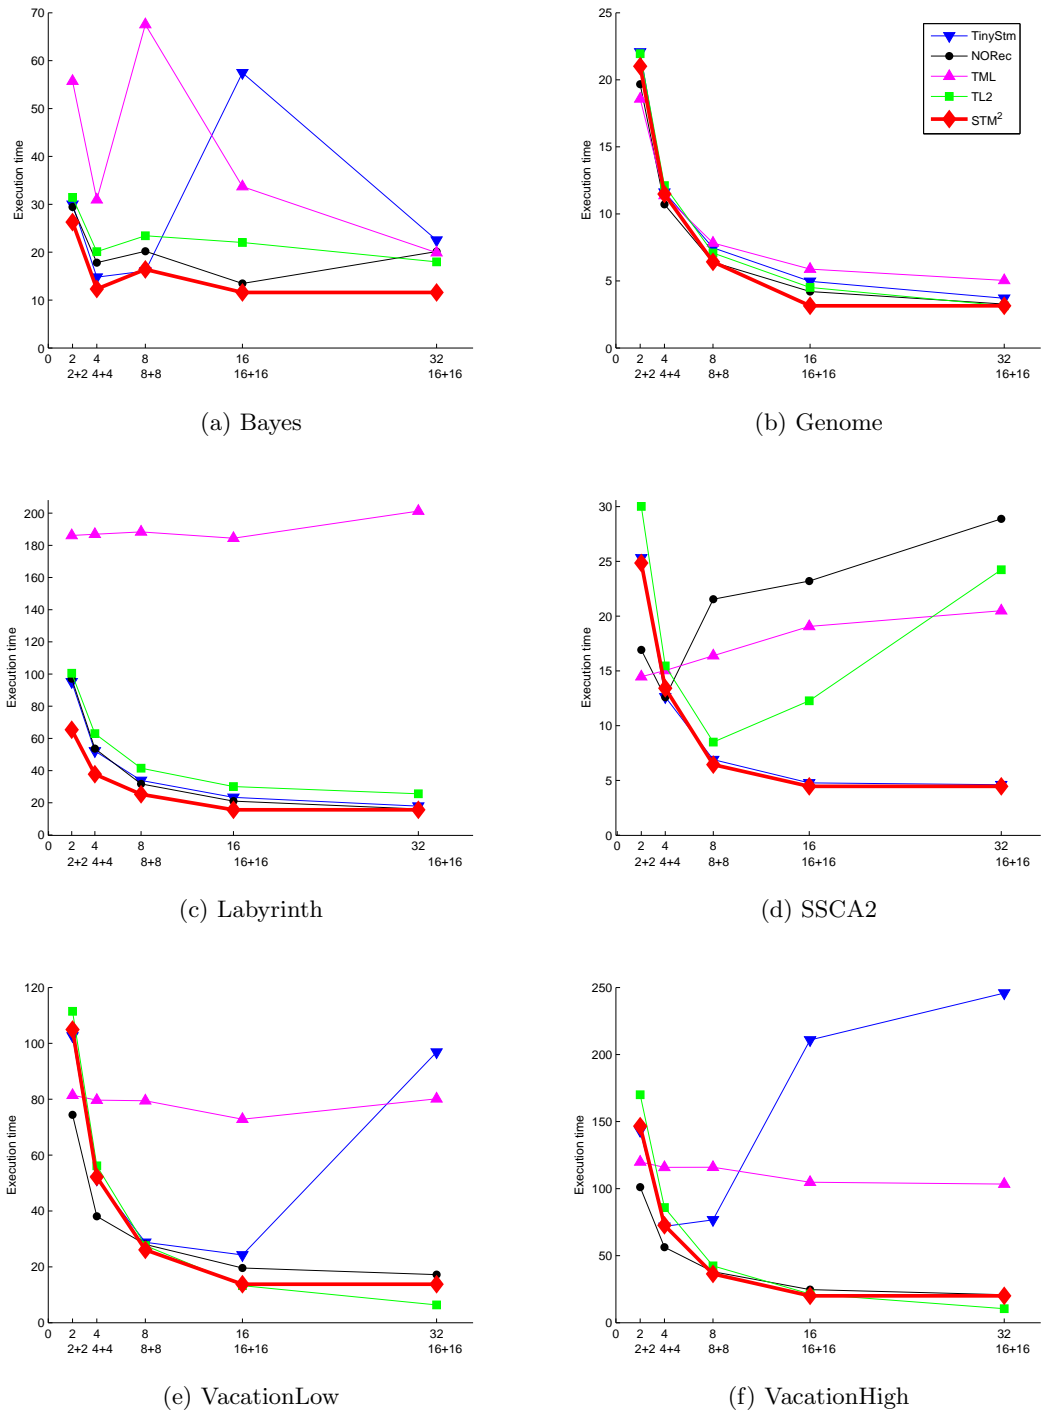 70
60
50
40
30
20
10
0
Execution time
0 2 4 8 16 32
2+2 4+4 8+8 16+16 16+16
(a) Bayes
25
20
15
10
5
0
Execution time
0 2 4 8 16 32
2+2 4+4 8+8 16+16 16+16
TinyStm
NORec
TML
TL2
STM²
(b) Genome
200
180
160
140
120
100
80
60
40
20
0
Execution time
0 2 4 8 16 32
2+2 4+4 8+8 16+16 16+16
(c) Labyrinth
30
25
20
15
10
5
0
Execution time
0 2 4 8 16 32
2+2 4+4 8+8 16+16 16+16
(d) SSCA2
120
100
80
60
40
20
0
Execution time
0 2 4 8 16 32
2+2 4+4 8+8 16+16 16+16
(e) VacationLow
250
200
150
100
50
0
Execution time
0 2 4 8 16 32
2+2 4+4 8+8 16+16 16+16
(f) VacationHigh